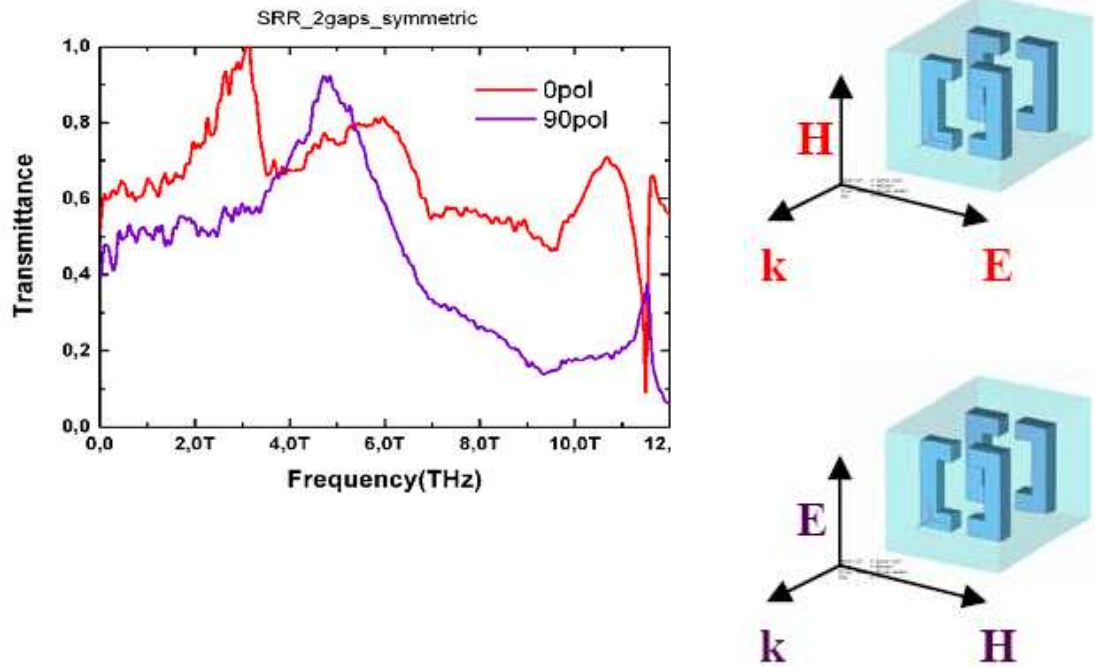 SRR_2gaps_symmetric
1,0
0,8
0,6
0,4
0,2
0,0
Transmittance
0pol
90pol
0,0
2,0T
4,0T
6,0T
8,0T
10,0T
12,
Frequency(THz)
H
k
E
E
k
H